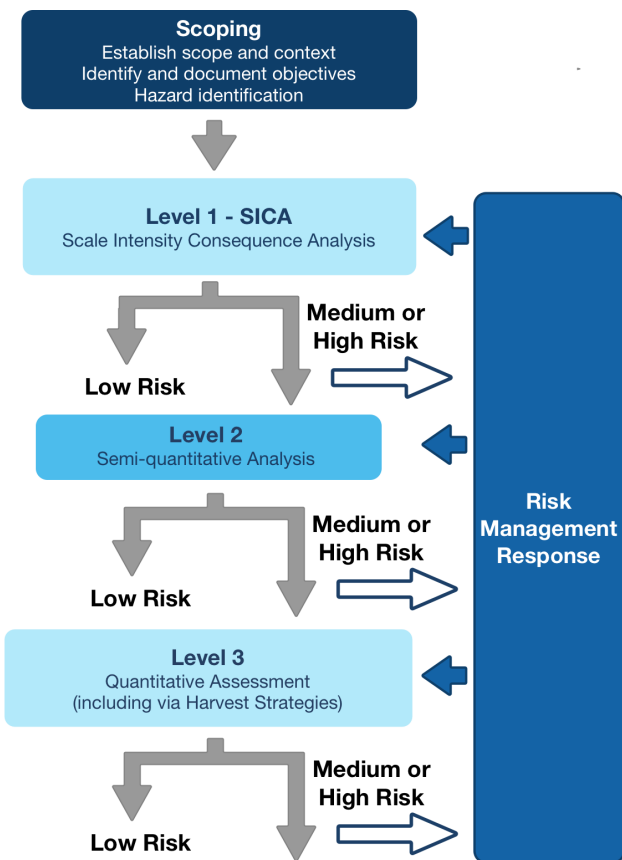 Scoping
Establish scope and context
Identify and document objectives
Hazard identification
Level 1 - SICA
Scale Intensity Consequence Analysis
Medium or
High Risk
Low Risk
Level 2
Semi-quantitative Analysis
Medium or
High Risk
Low Risk
Level 3
Quantitative Assessment
(including via Harvest Strategies)
Medium or
High Risk
Low Risk
Risk
Management
Response